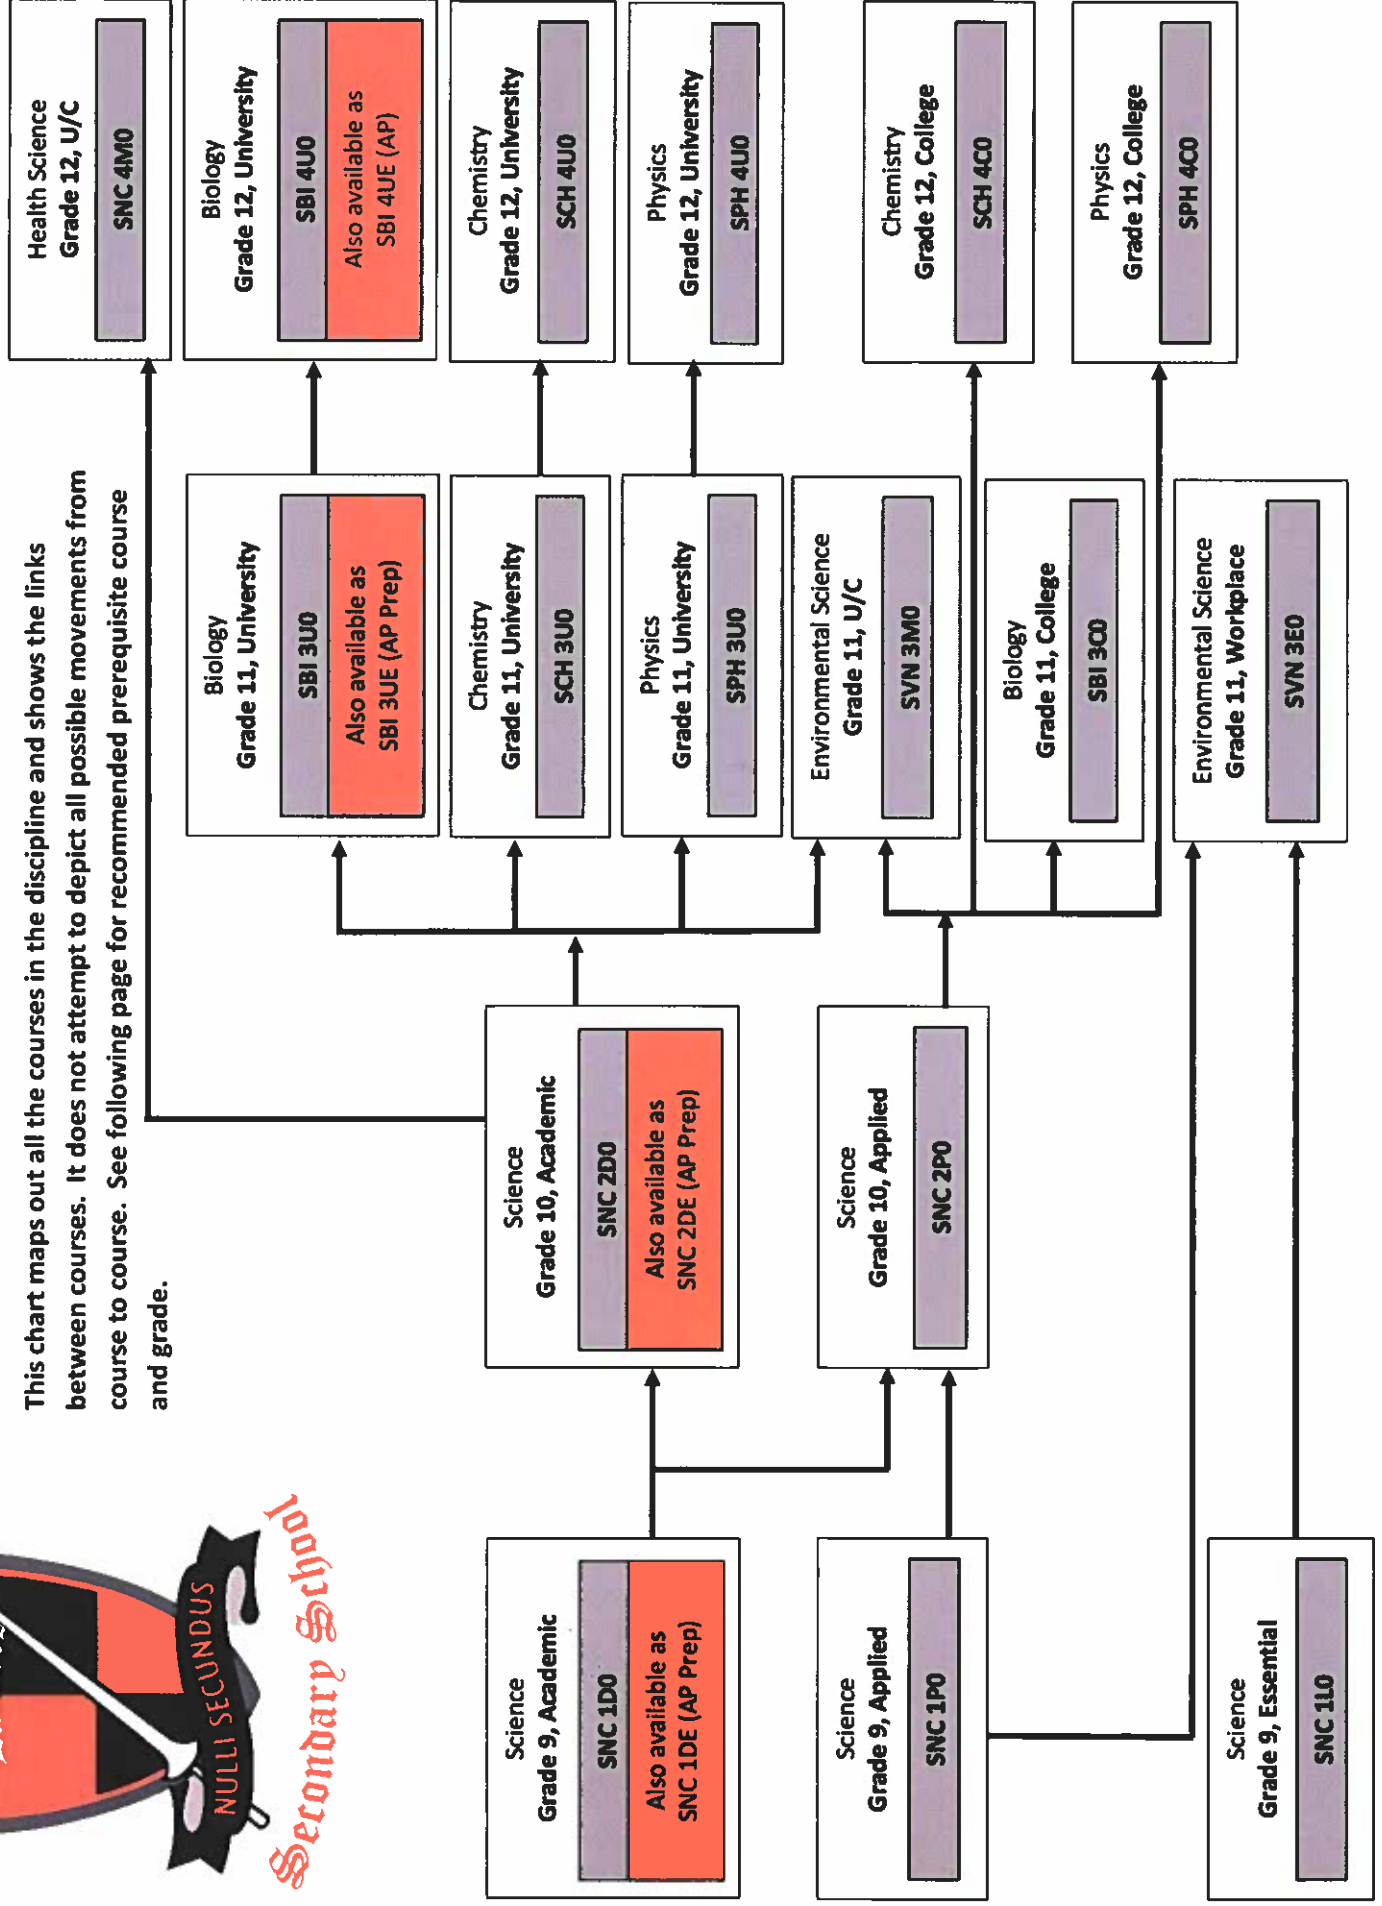 NULLI SECUNDUS
Secondary School
This chart maps out all the courses in the discipline and shows the links
between courses. It does not attempt to depict all possible movements from
course to course. See following page for recommended prerequisite course
and grade.
Science
Grade 9, Academic
SNC 1D0
Also available as
SNC 1DE (AP Prep)
Science
Grade 9, Applied
SNC 1P0
Science
Grade 9, Essential
SNC 1L0
Science
Grade 10, Academic
SNC 2D0
Also available as
SNC 2DE (AP Prep)
Science
Grade 10, Applied
SNC 2P0
Biology
Grade 11, University
SBI 3U0
Also available as
SBI 3UE (AP Prep)
Chemistry
Grade 11, University
SCH 3U0
Physics
Grade 11, University
SPH 3U0
Environmental Science
Grade 11, U/C
SVN 3M0
Biology
Grade 11, College
SBI 3C0
Environmental Science
Grade 11, Workplace
SVN 3E0
Health Science
Grade 12, U/C
SNC 4M0
Biology
Grade 12, University
SBI 4U0
Also available as
SBI 4UE (AP)
Chemistry
Grade 12, University
SCH 4U0
Physics
Grade 12, University
SPH 4U0
Chemistry
Grade 12, College
SCH 4C0
Physics
Grade 12, College
SPH 4C0